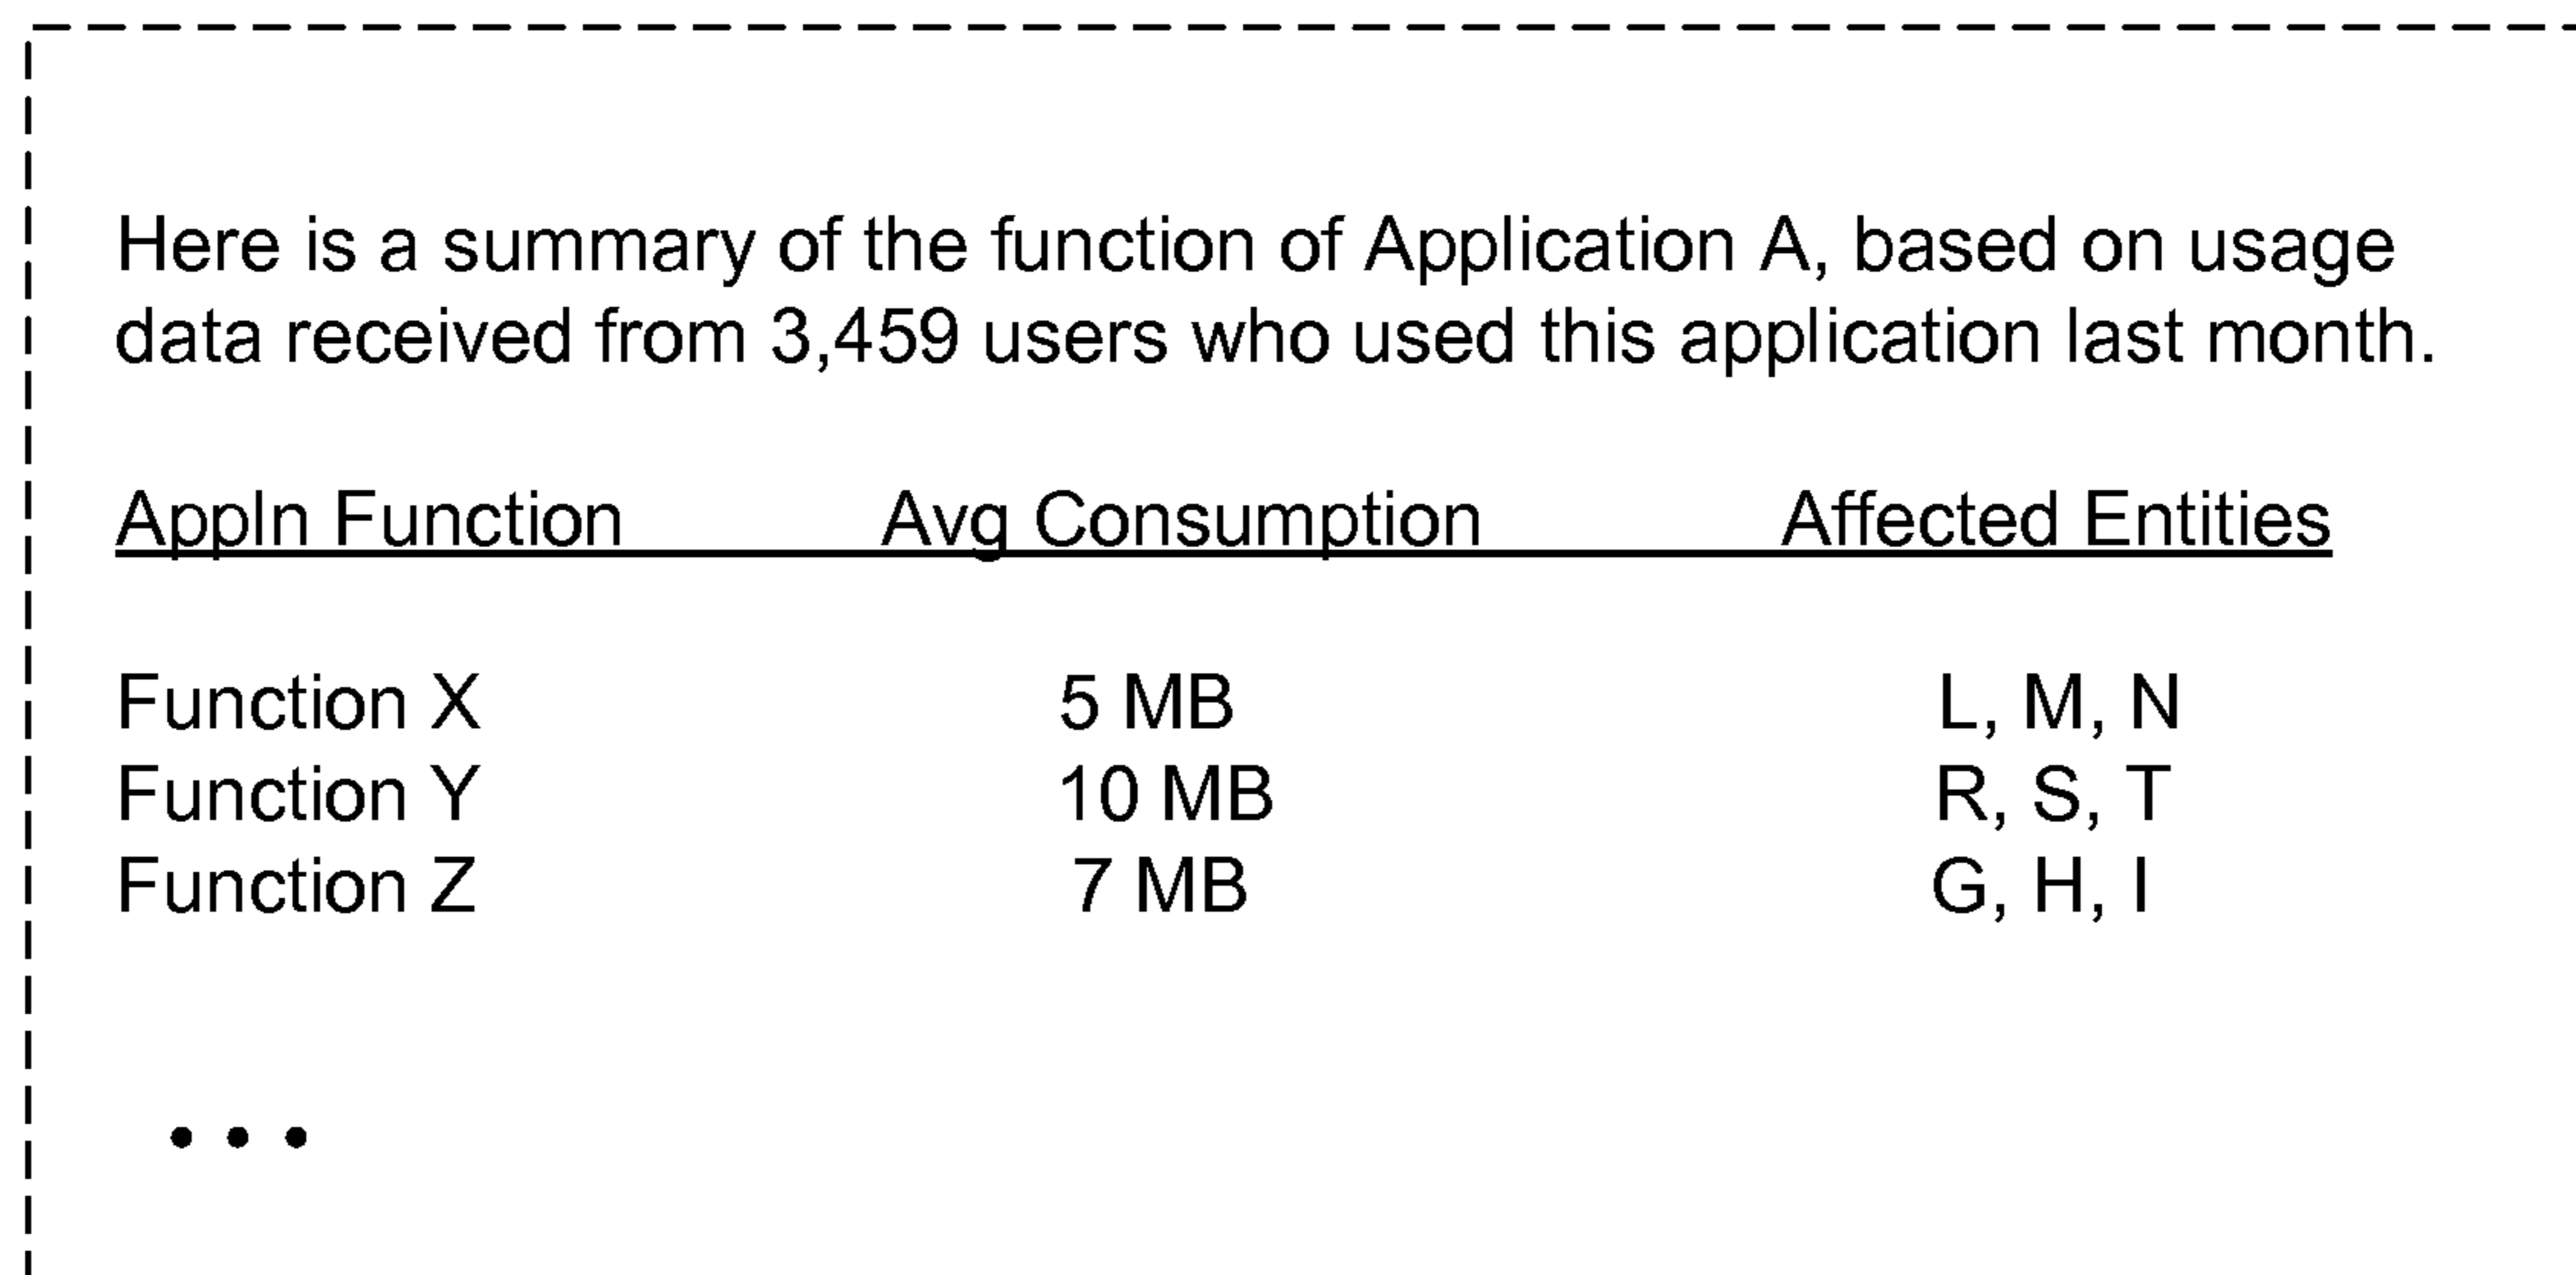 Here is a summary of the function of Application A, based on usage
data received from 3,459 users who used this application last month.
Appln Function Avg Consumption Affected Entities
Function X 5 MB L, M, N
Function Y 10 MB R, S, T
Function Z 7 MB G, H, I
...